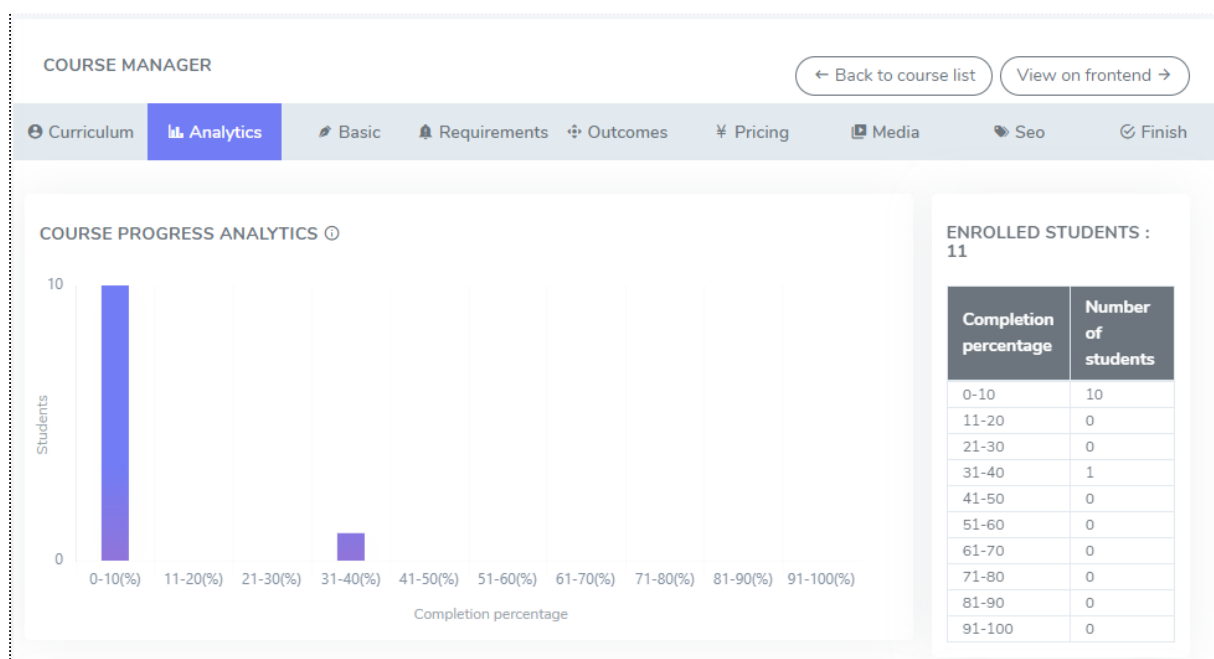 COURSE MANAGER
← Back to course list
View on frontend →
Curriculum
Analytics
Basic
Requirements
Outcomes
¥ Pricing
Media
Seo
Finish
COURSE PROGRESS ANALYTICS
10
0
Students
0-10(%) 11-20(%) 21-30(%) 31-40(%) 41-50(%) 51-60(%) 61-70(%) 71-80(%) 81-90(%) 91-100(%)
Completion percentage
ENROLLED STUDENTS :
11
Completion
percentage
Number
of
students
0-10 10
11-20 0
21-30 0
31-40 1
41-50 0
51-60 0
61-70 0
71-80 0
81-90 0
91-100 0